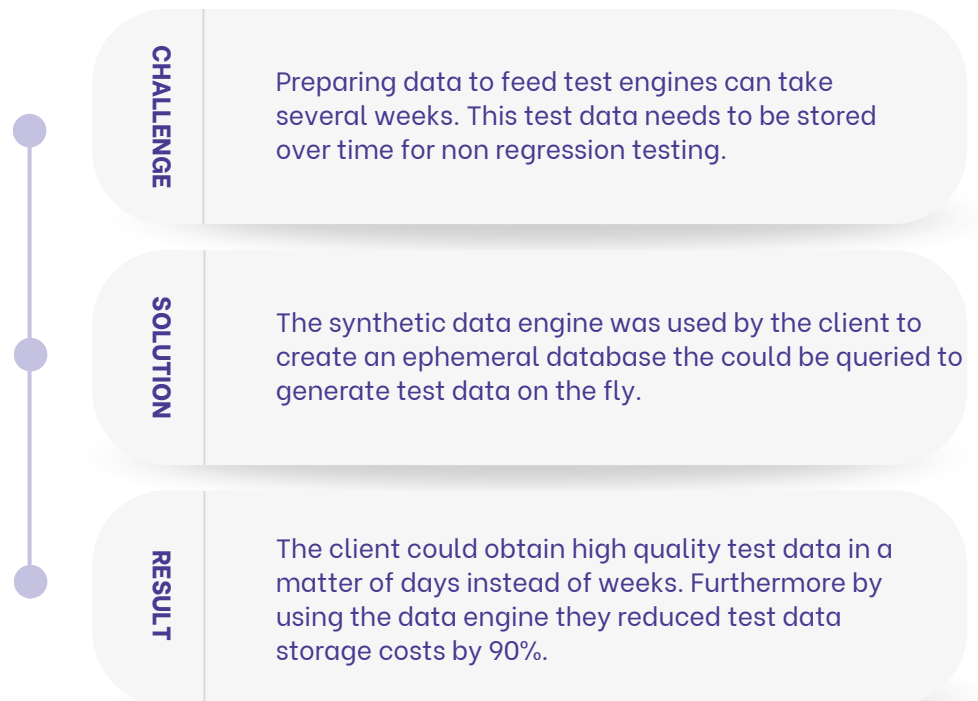 CHALLENGE
Preparing data to feed test engines can take
several weeks. This test data needs to be stored
over time for non regression testing.
SOLUTION
The synthetic data engine was used by the client to
create an ephemeral database the could be queried to
generate test data on the fly.
RESULT
The client could obtain high quality test data in a
matter of days instead of weeks. Furthermore by
using the data engine they reduced test data
storage costs by 90%.